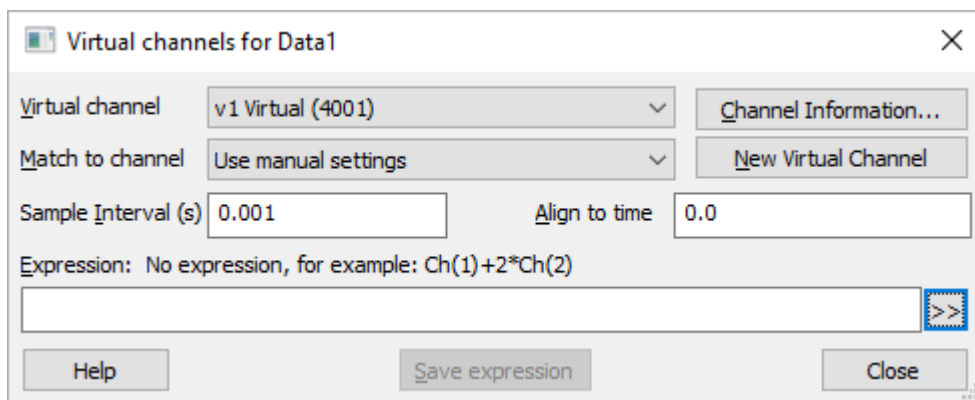 Virtual channels for Data1
Virtual channel v1 Virtual (4001) Channel Information...
Match to channel Use manual settings New Virtual Channel
Sample Interval (s) 0.001 Align to time 0.0
Expression: No expression, for example: Ch(1)+2*Ch(2)
>>
Help Save expression Close